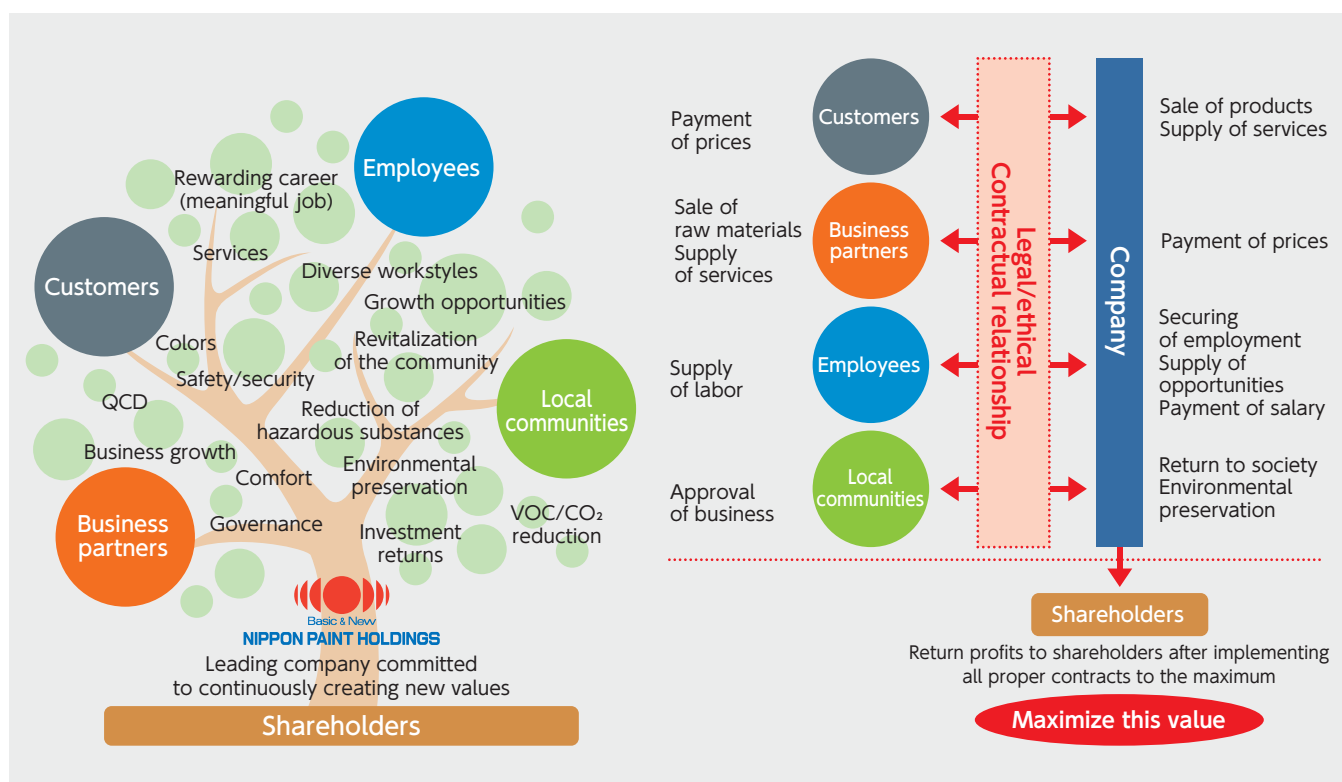 Employees
Rewarding career
(meaningful job)
Services
Customers
Diverse workstyles
Growth opportunities
Colors
Revitalization
of the community
Safety/security
QCD
Local
communities
Reduction of
hazardous substances
Business growth
Comfort
Environmental
preservation
Business
partners
Governance
Investment
returns
VOC/CO₂
reduction
Basic & New
NIPPON PAINT HOLDINGS
Leading company committed
to continuously creating new values
Shareholders
Payment
of prices
Customers
Sale of products
Supply of services
Sale of
raw materials
Supply
of services
Business
partners
Payment of prices
Legal/ethical
Contractual relationship
Company
Supply
of labor
Employees
Securing
of employment
Supply of
opportunities
Payment of salary
Approval
of business
Local
communities
Return to society
Environmental
preservation
Shareholders
Return profits to shareholders after implementing
all proper contracts to the maximum
Maximize this value